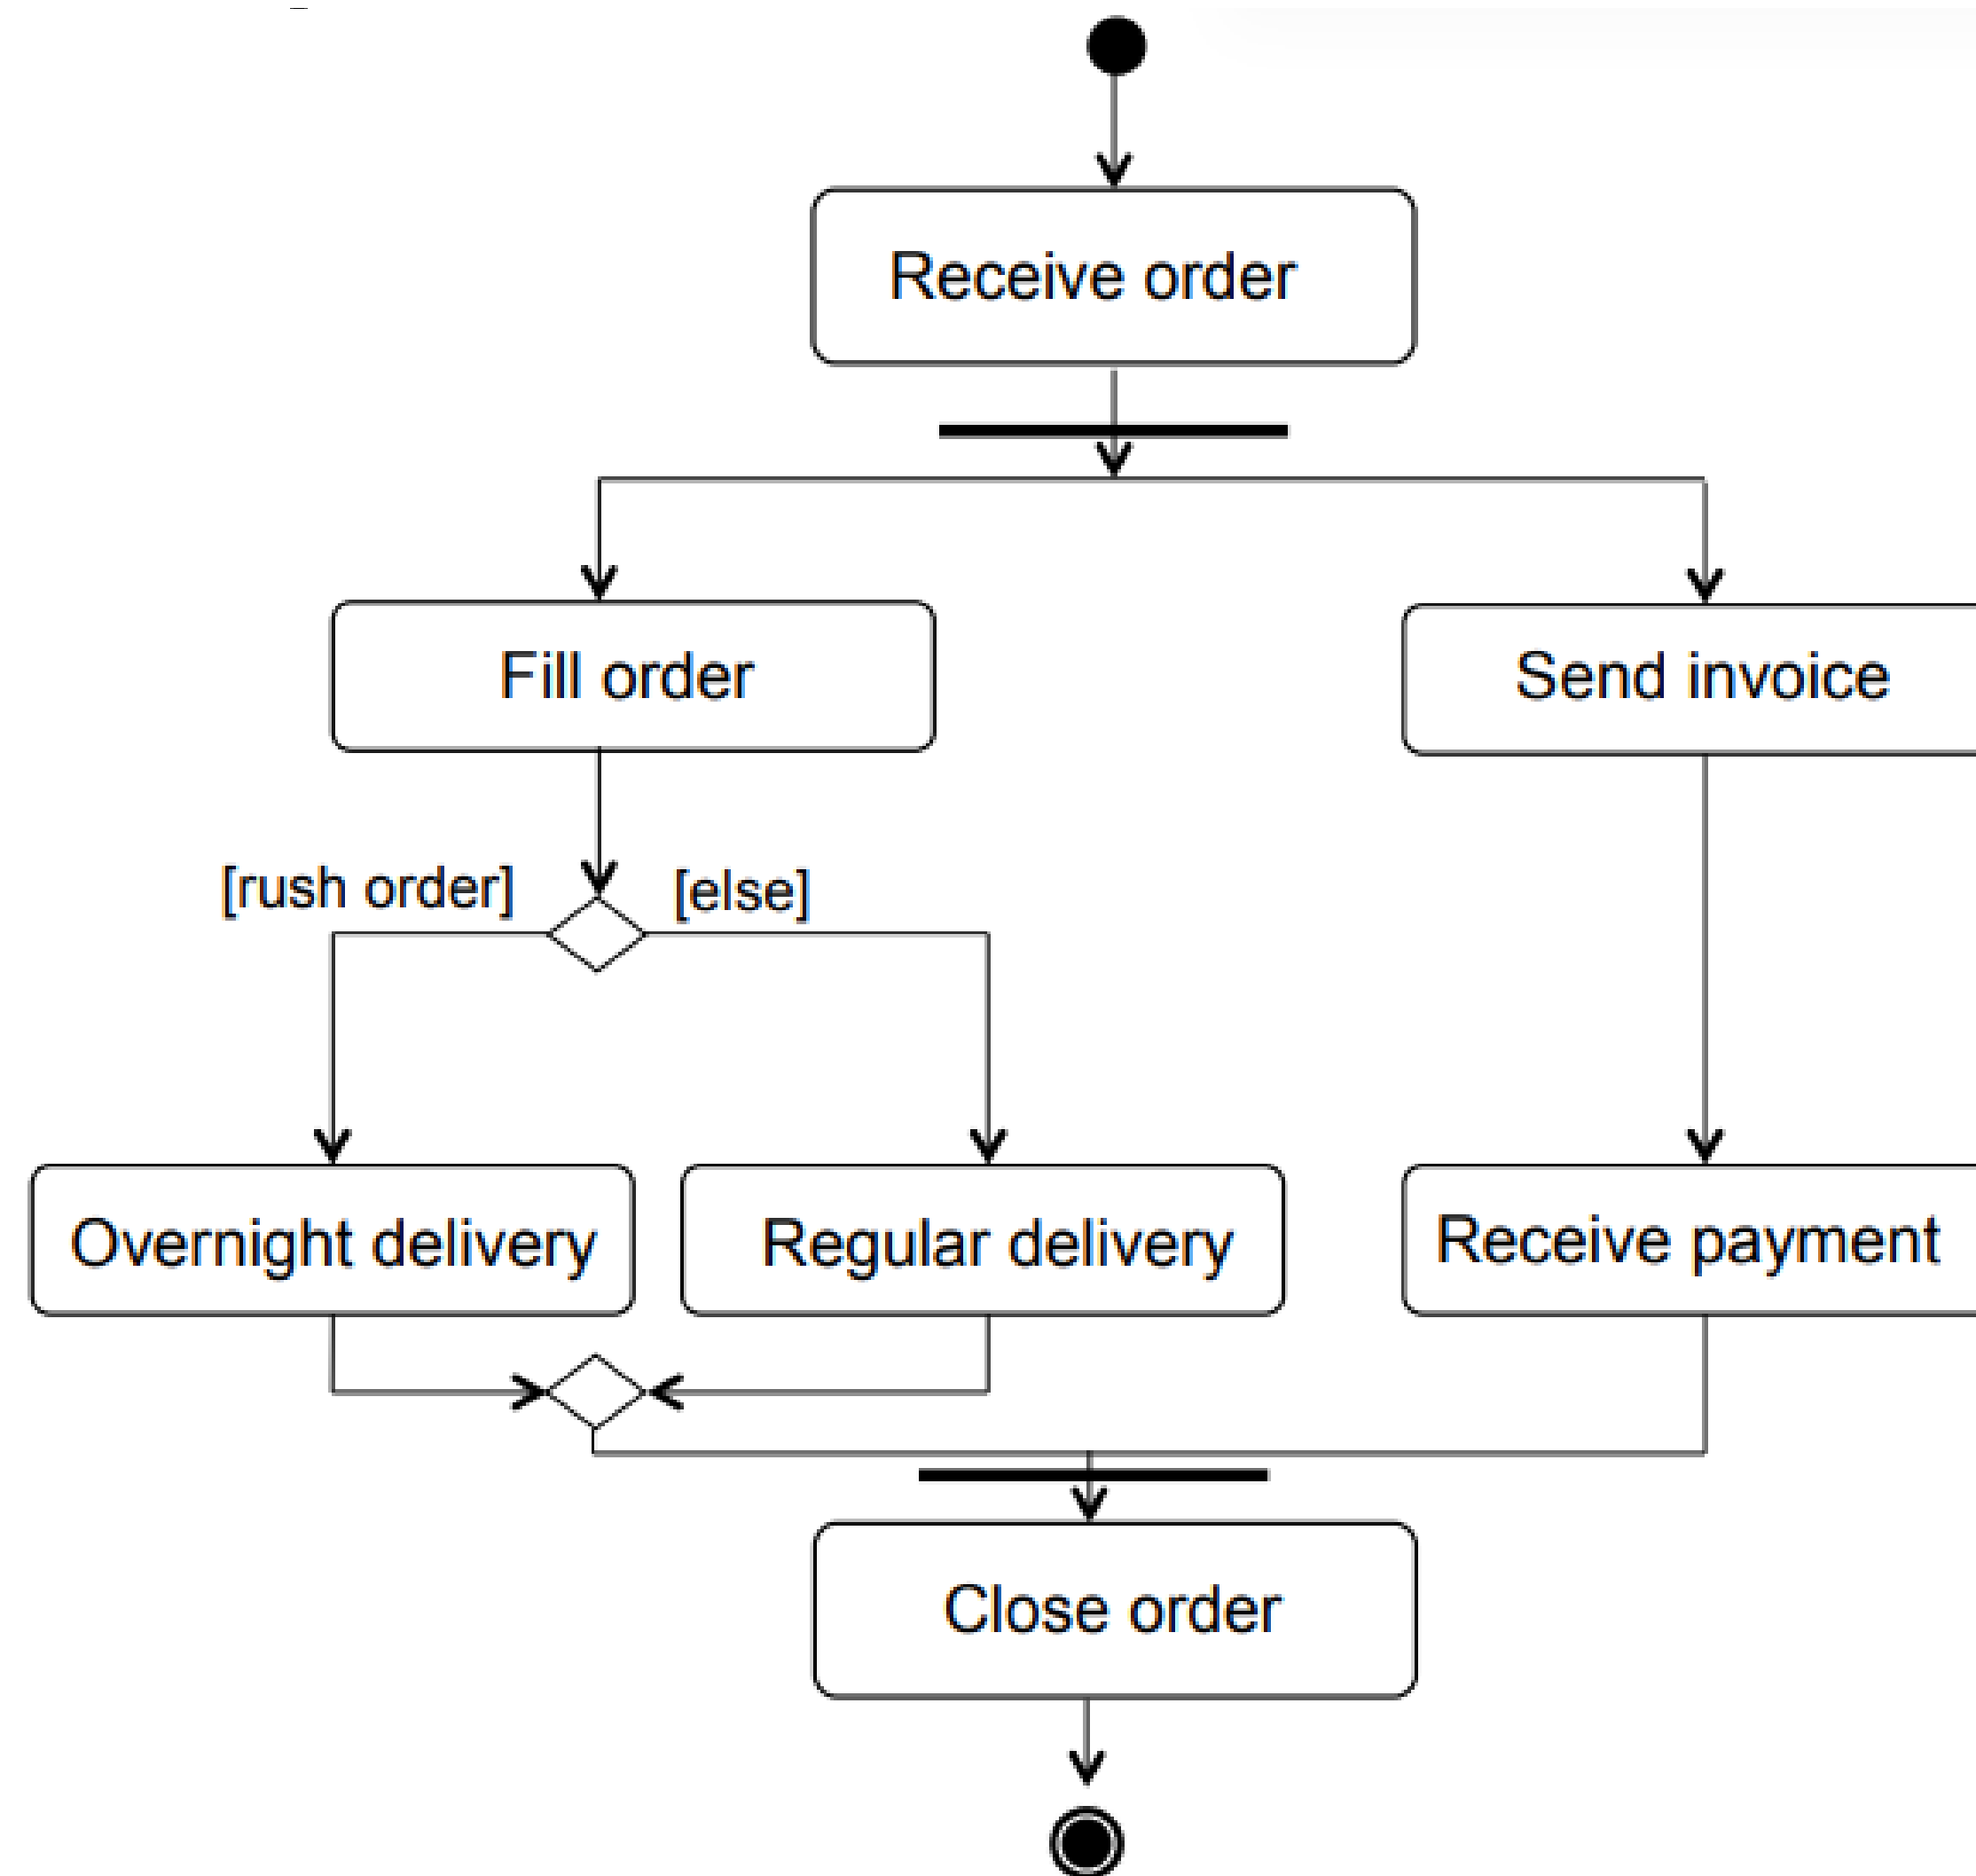 Receive order
Fill order
Send invoice
[rush order]
[else]
Overnight delivery
Regular delivery
Receive payment
Close order